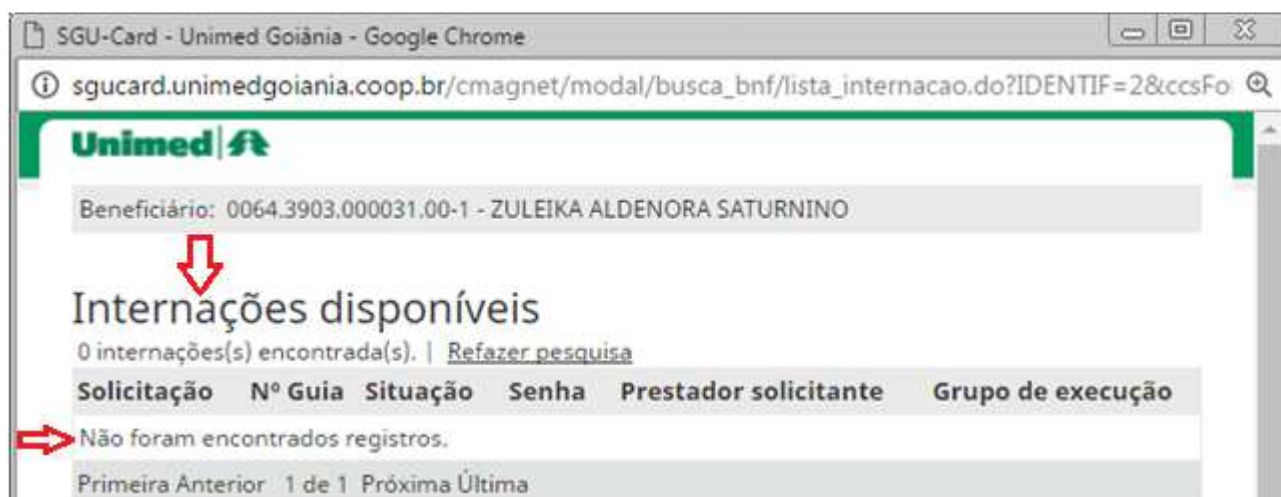 SGU-Card - Unimed Goiânia - Google Chrome
sgucard.unimedgoiania.coop.br/cmagnet/modal/busca_bnf/lista_internacao.do?IDENTIF=2&ccsFo
Unimed
Beneficiário: 0064.3903.000031.00-1 - ZULEIKA ALDENORA SATURNINO
Internações disponíveis
0 internações(s) encontrada(s). | Refazer pesquisa
Solicitação Nº Guia Situação Senha Prestador solicitante Grupo de execução
Não foram encontrados registros.
Primeira Anterior 1 de 1 Próxima Última